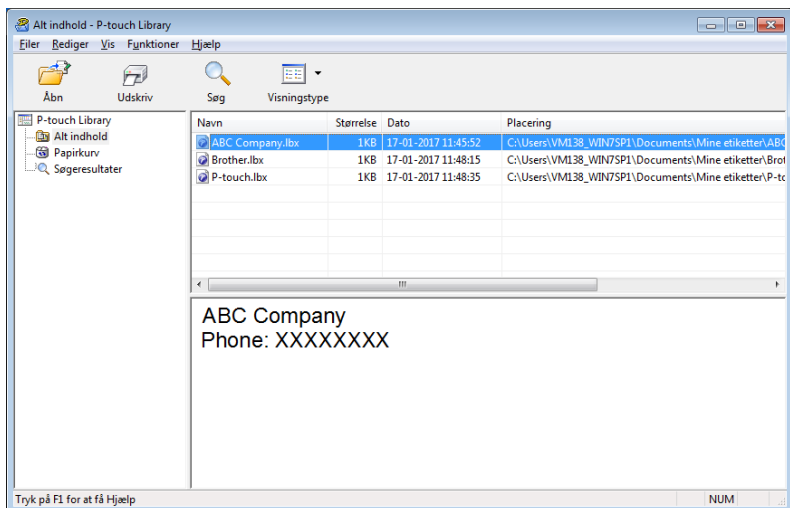 Alt indhold - P-touch Library
Filer Rediger Vis Funktioner Hjælp
Åbn Udskriv Søg Visningstype
P-touch Library
Alt indhold
Papirkurv
Søgeresultater
Navn Størrelse Dato Placering
ABC Company.lbx 1KB 17-01-2017 11:45:52 C:\Users\VM138_WIN7SP1\Documents\Mine etiketter\ABC
Brother.lbx 1KB 17-01-2017 11:48:15 C:\Users\VM138_WIN7SP1\Documents\Mine etiketter\Brot
P-touch.lbx 1KB 17-01-2017 11:48:35 C:\Users\VM138_WIN7SP1\Documents\Mine etiketter\P-to
ABC Company
Phone: XXXXXXXX
Tryk på F1 for at få Hjælp NUM